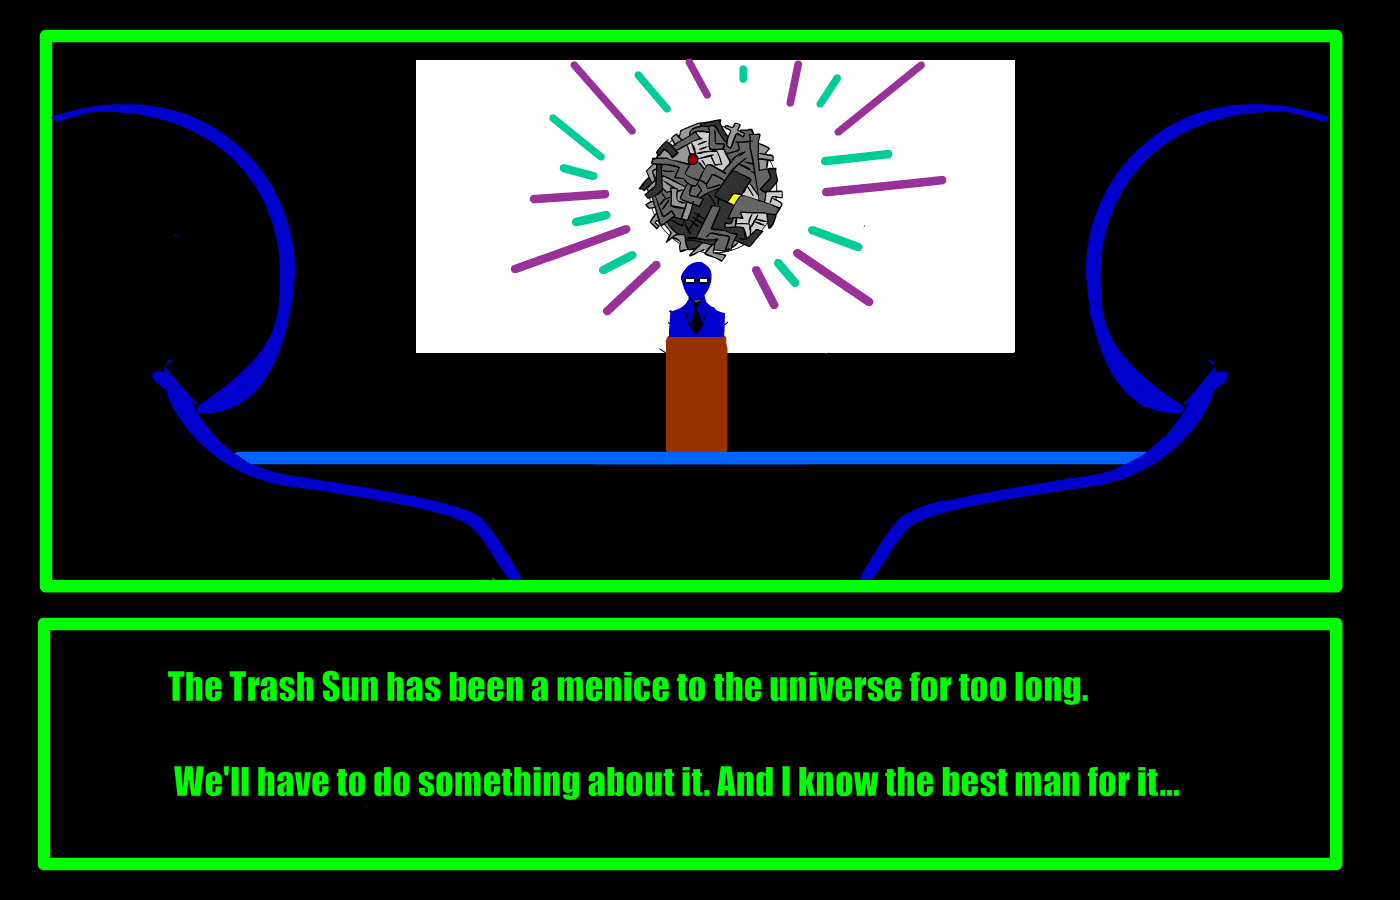 The Trash Sun has been a menice to the universe for too long.
We'll have to do something about it. And I know the best man for it...